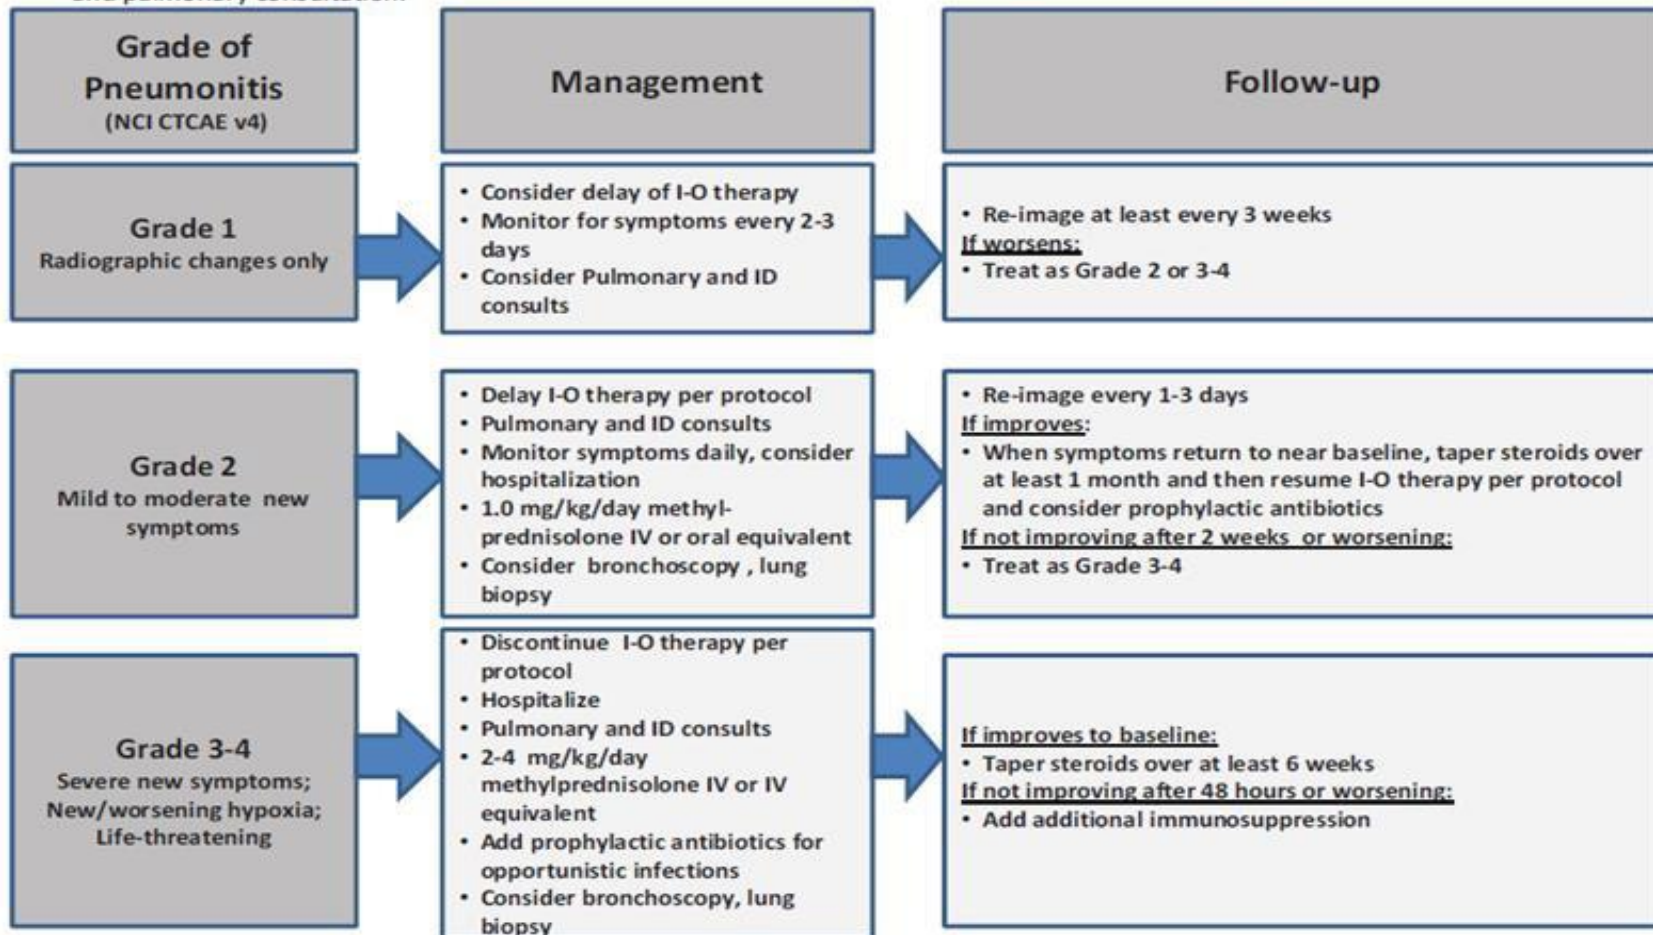 and pulmonary consultation.
Grade of
Pneumonitis
(NCI CTCAE v4)
Management
Follow-up
Grade 1
Radiographic changes only
• Consider delay of I-O therapy
• Monitor for symptoms every 2-3
days
• Consider Pulmonary and ID
consults
• Re-image at least every 3 weeks
If worsens:
• Treat as Grade 2 or 3-4
Grade 2
Mild to moderate new
symptoms
• Delay I-O therapy per protocol
• Pulmonary and ID consults
• Monitor symptoms daily, consider
hospitalization
• 1.0 mg/kg/day methyl-
prednisolone IV or oral equivalent
• Consider bronchoscopy , lung
biopsy
• Re-image every 1-3 days
If improves:
• When symptoms return to near baseline, taper steroids over
at least 1 month and then resume I-O therapy per protocol
and consider prophylactic antibiotics
If not improving after 2 weeks or worsening:
• Treat as Grade 3-4
Grade 3-4
Severe new symptoms;
New/worsening hypoxia;
Life-threatening
• Discontinue I-O therapy per
protocol
• Hospitalize
• Pulmonary and ID consults
• 2-4 mg/kg/day
methylprednisolone IV or IV
equivalent
• Add prophylactic antibiotics for
opportunistic infections
• Consider bronchoscopy, lung
biopsy
If improves to baseline:
• Taper steroids over at least 6 weeks
If not improving after 48 hours or worsening:
• Add additional immunosuppression